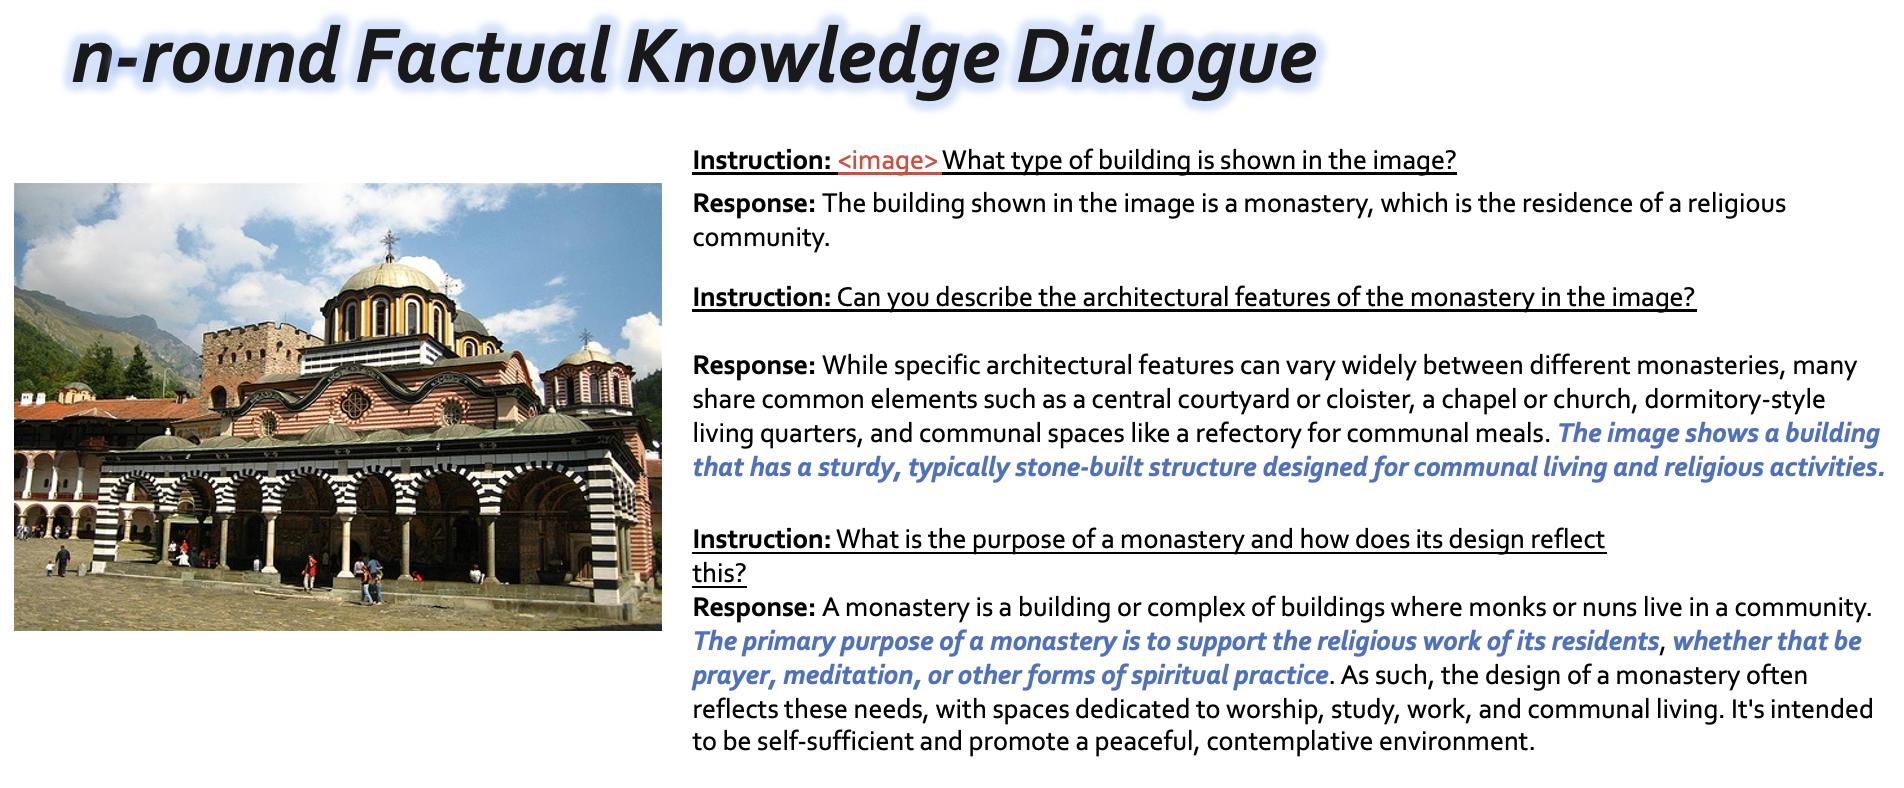 n-round Factual Knowledge Dialogue
Instruction: <image> What type of building is shown in the image?
Response: The building shown in the image is a monastery, which is the residence of a religious
community.
Instruction: Can you describe the architectural features of the monastery in the image?
Response: While specific architectural features can vary widely between different monasteries, many
share common elements such as a central courtyard or cloister, a chapel or church, dormitory-style
living quarters, and communal spaces like a refectory for communal meals. The image shows a building
that has a sturdy, typically stone-built structure designed for communal living and religious activities.
Instruction: What is the purpose of a monastery and how does its design reflect
this?
Response: A monastery is a building or complex of buildings where monks or nuns live in a community.
The primary purpose of a monastery is to support the religious work of its residents, whether that be
prayer, meditation, or other forms of spiritual practice. As such, the design of a monastery often
reflects these needs, with spaces dedicated to worship, study, work, and communal living. It's intended
to be self-sufficient and promote a peaceful, contemplative environment.